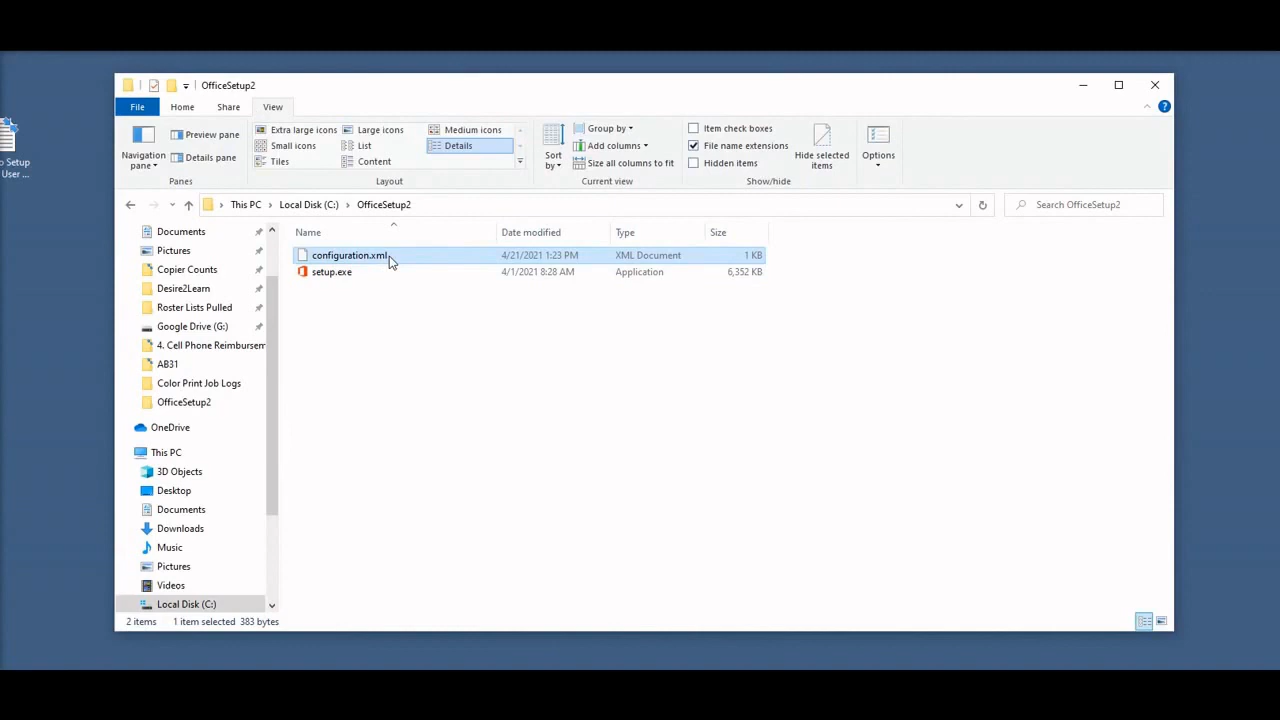 OfficeSetup2
File Home Share View
Navigation pane
Preview pane
Details pane
Panes
Extra large icons Large icons Medium icons
Small icons List Details
Tiles Content
Layout
Sort by
Group by
Add columns
Size all columns to fit
Current view
Item check boxes
File name extensions
Hidden items
Hide selected items
Show/hide
Options
This PC > Local Disk (C:) > OfficeSetup2
Search OfficeSetup2
Name Date modified Type Size
configuration.xml 4/21/2021 1:23 PM XML Document 1 KB
setup.exe 4/1/2021 8:28 AM Application 6,352 KB
Documents
Pictures
Copier Counts
Desire2Learn
Roster Lists Pulled
Google Drive (G:)
4. Cell Phone Reimbursem
AB31
Color Print Job Logs
OfficeSetup2
OneDrive
This PC
3D Objects
Desktop
Documents
Downloads
Music
Pictures
Videos
Local Disk (C:)
2 items 1 item selected 383 bytes
Setup
User ...